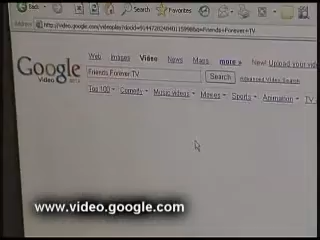 Back Search Favorites
http://video.google.com/videoplay?docid=
Web Images Video News Maps more » New! Upload your vid
Google Video BETA
Friends Forever TV Search Advanced Video Search
Top 100 Comedy Music videos Movies Sports Animation TV
www.video.google.com